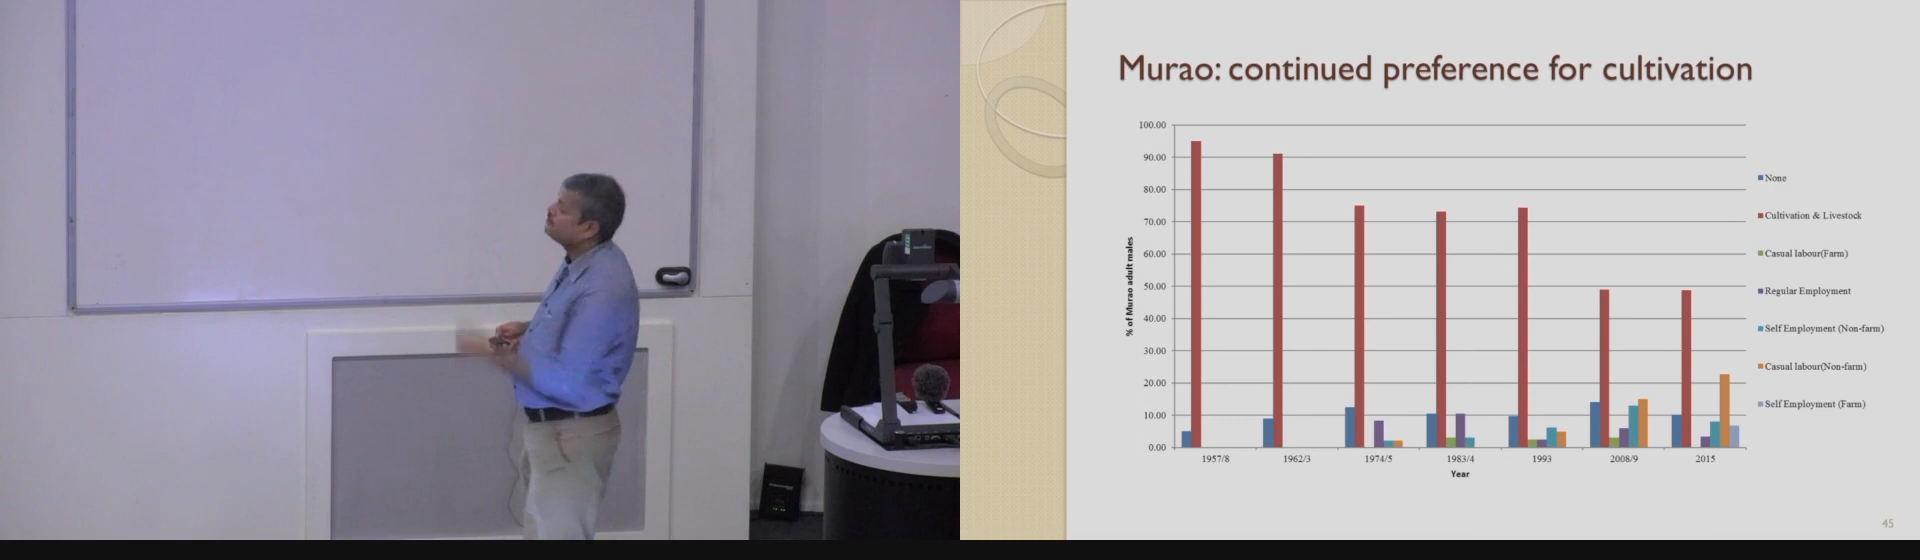 Murao: continued preference for cultivation
100.00
90.00
80.00
70.00
60.00
50.00
40.00
30.00
20.00
10.00
0.00
% of Murao adult males
1957/8
1962/3
1974/5
1983/4
1993
2008/9
2015
Year
None
Cultivation & Livestock
Casual labour(Farm)
Regular Employment
Self Employment (Non-farm)
Casual labour(Non-farm)
Self Employment (Farm)
45